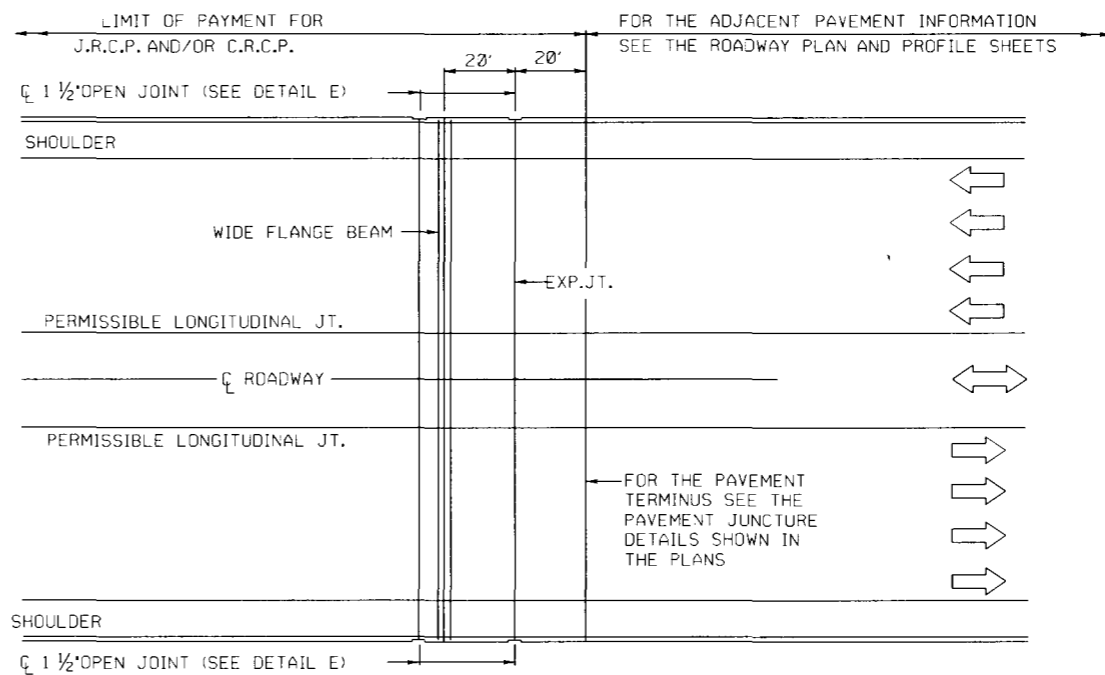 LIMIT OF PAYMENT FOR
J.R.C.P. AND/OR C.R.C.P.
FOR THE ADJACENT PAVEMENT INFORMATION
SEE THE ROADWAY PLAN AND PROFILE SHEETS
20' 20'
℄ 1 ½" OPEN JOINT (SEE DETAIL E)
SHOULDER
WIDE FLANGE BEAM
EXP.JT.
PERMISSIBLE LONGITUDINAL JT.
℄ ROADWAY
PERMISSIBLE LONGITUDINAL JT.
FOR THE PAVEMENT
TERMINUS SEE THE
PAVEMENT JUNCTURE
DETAILS SHOWN IN
THE PLANS
SHOULDER
℄ 1 ½" OPEN JOINT (SEE DETAIL E)